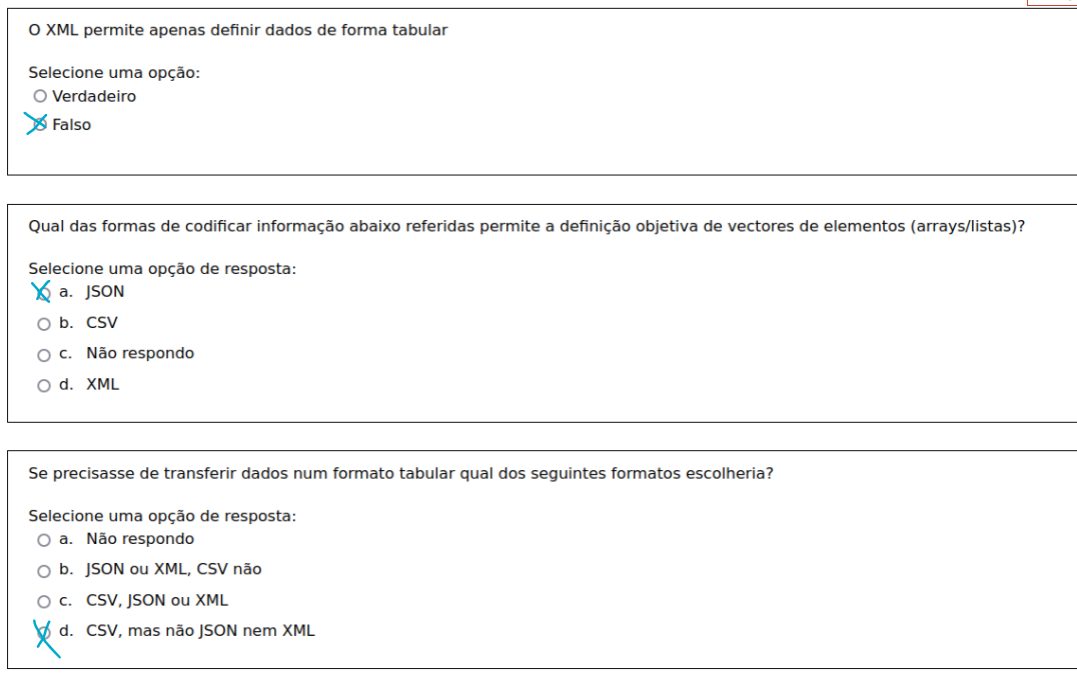 O XML permite apenas definir dados de forma tabular
Selecione uma opção:
Verdadeiro
Falso
Qual das formas de codificar informação abaixo referidas permite a definição objetiva de vectores de elementos (arrays/listas)?
Selecione uma opção de resposta:
a. JSON
b. CSV
c. Não respondo
d. XML
Se precisasse de transferir dados num formato tabular qual dos seguintes formatos escolheria?
Selecione uma opção de resposta:
a. Não respondo
b. JSON ou XML, CSV não
c. CSV, JSON ou XML
d. CSV, mas não JSON nem XML